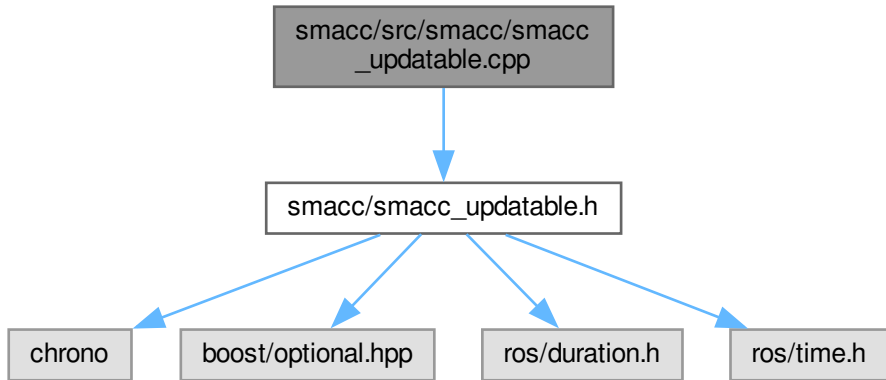 smacc/src/smacc/smacc
_updatable.cpp
smacc/smacc_updatable.h
chrono
boost/optional.hpp
ros/duration.h
ros/time.h